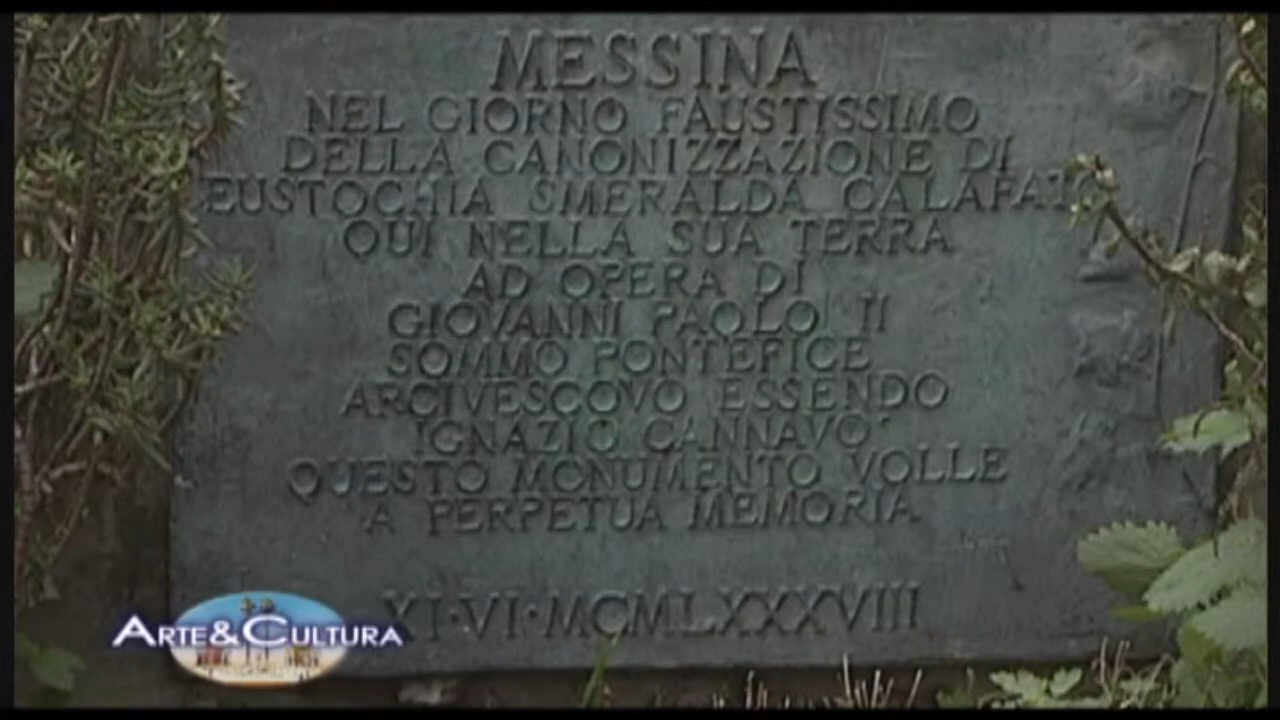 MESSINA
NEL GIORNO FAUSTISSIMO
DELLA CANONIZZAZIONE DI
EUSTOCHIA SMERALDA CALAFATO
QUI NELLA SUA TERRA
AD OPERA DI
GIOVANNI PAOLO II
SOMMO PONTEFICE
ARCIVESCOVO ESSENDO
IGNAZIO CANNAVO'
QUESTO MONUMENTO VOLLE
A PERPETUA MEMORIA
XI·VI·MCMLXXXVIII
ARTE&CULTURA